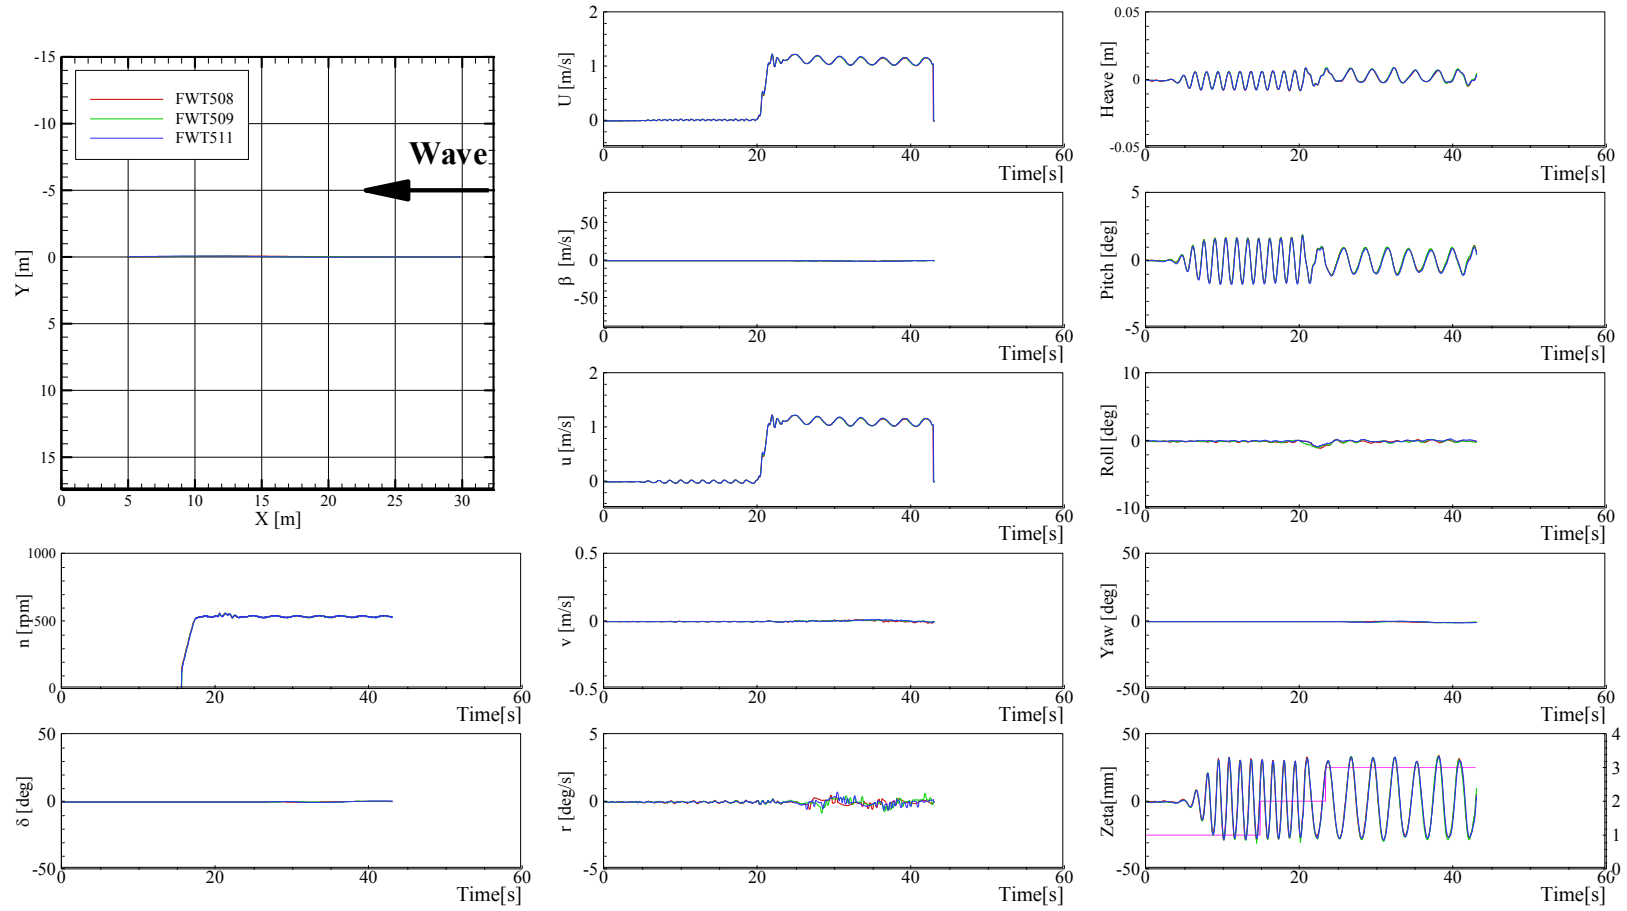 -15
-10
-5
0
5
10
15
Y [m]
FWT508
FWT509
FWT511
Wave
0 5 10 15 20 25 30
X [m]
2
1
0
U [m/s]
0 20 40 60
Time[s]
0.05
0
-0.05
Heave [m]
0 20 40 60
Time[s]
50
0
-50
β [m/s]
0 20 40 60
Time[s]
5
0
-5
Pitch [deg]
0 20 40 60
Time[s]
2
1
0
u [m/s]
0 20 40 60
Time[s]
10
0
-10
Roll [deg]
0 20 40 60
Time[s]
1000
500
0
n [rpm]
0 20 40 60
Time[s]
0.5
0
-0.5
v [m/s]
0 20 40 60
Time[s]
50
0
-50
Yaw [deg]
0 20 40 60
Time[s]
50
0
-50
δ [deg]
0 20 40 60
Time[s]
5
0
-5
r [deg/s]
0 20 40 60
Time[s]
50
0
-50
Zeta[mm]
4
3
2
1
0
0 20 40 60
Time[s]